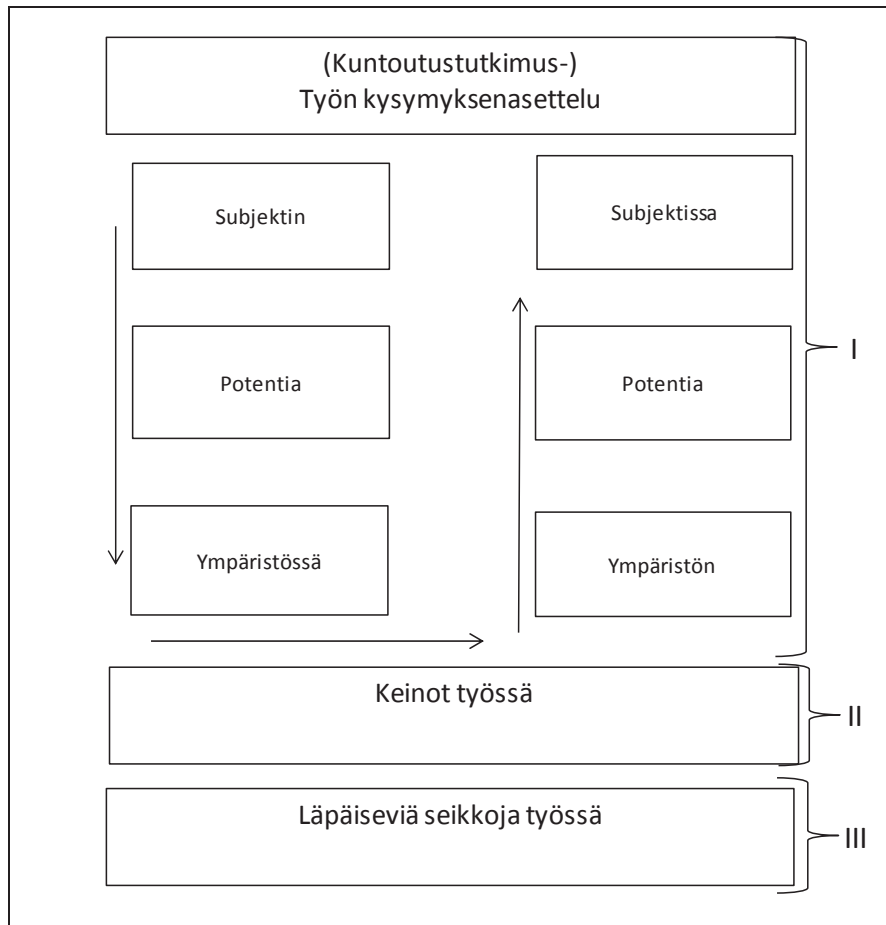 (Kuntoutustutkimus-)
Työn kysymyksenasettelu
Subjektin
Subjektissa
Potentia
Potentia
I
Ympäristössä
Ympäristön
Keinot työssä
II
Läpäiseviä seikkoja työssä
III